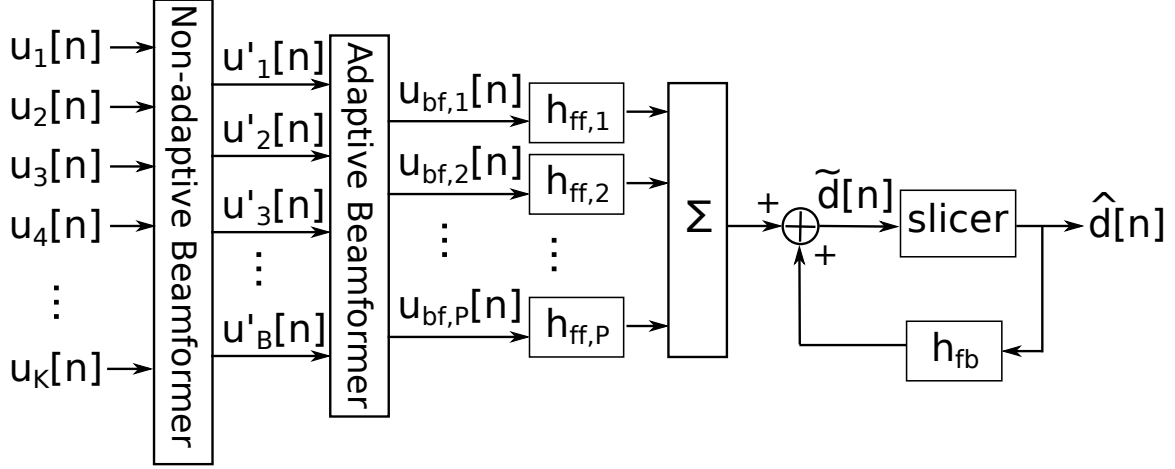 u1[n]
u2[n]
u3[n]
u4[n]
⋮
uK[n]
Non-adaptive Beamformer
u'1[n]
u'2[n]
u'3[n]
⋮
u'B[n]
Adaptive Beamformer
ubf,1[n]
ubf,2[n]
⋮
ubf,P[n]
hff,1
hff,2
⋮
hff,P
Σ
+
+
d̃[n]
slicer
d̂[n]
hfb